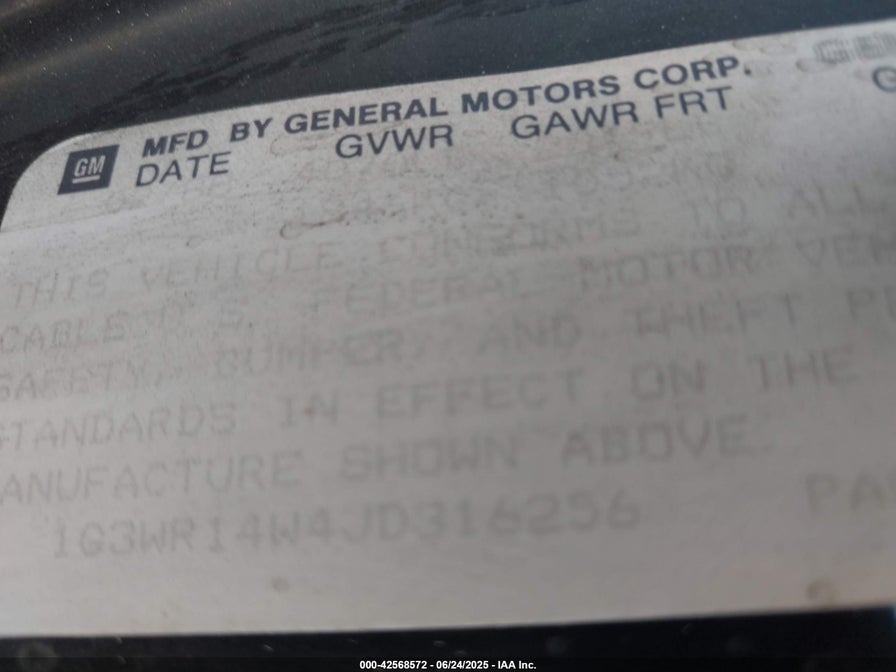 GM
MFD BY GENERAL MOTORS CORP.
DATE GVWR GAWR FRT G
THIS VEHICLE CONFORMS TO ALL
CABLE U.S. FEDERAL MOTOR VEH
SAFETY, BUMPER, AND THEFT PR
STANDARDS IN EFFECT ON THE
ANUFACTURE SHOWN ABOVE.
1G3WR14W4JD316256 PA
000-42568572 - 06/24/2025 - IAA Inc.